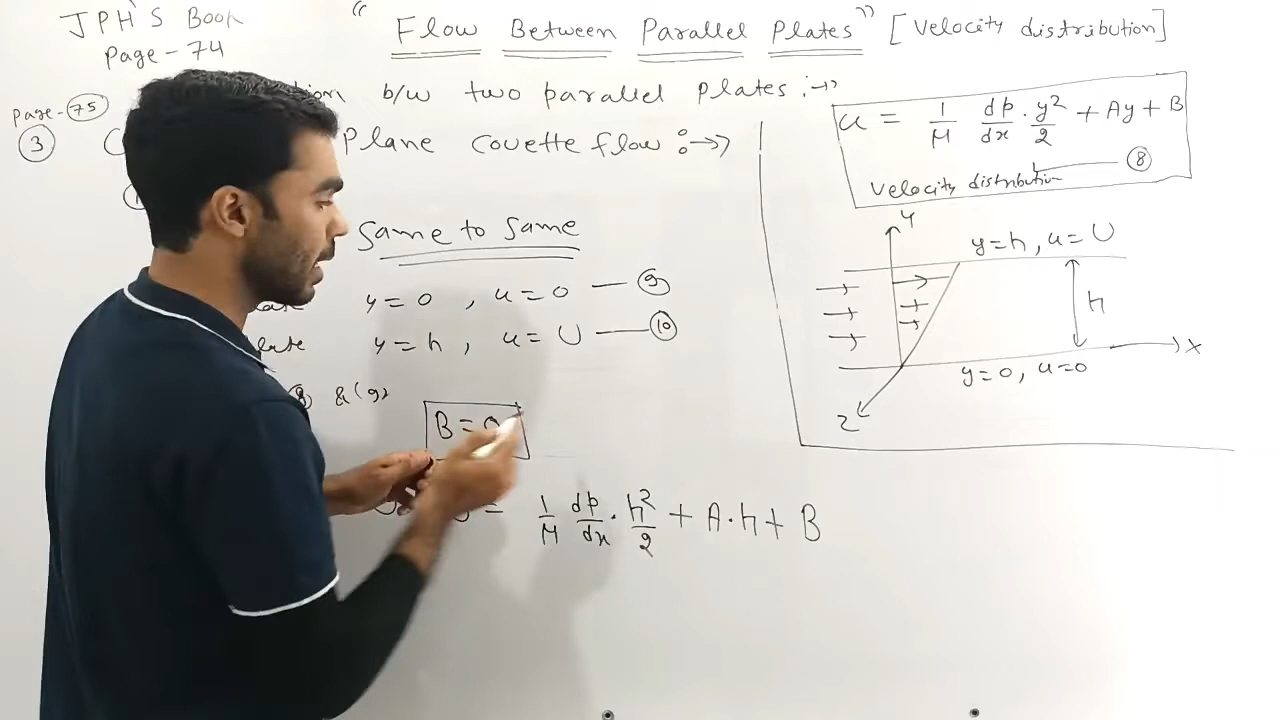 JPH'S Book
Page-74
"Flow Between Parallel Plates" [Velocity distribution]
b/w two parallel plates :→
Page-75
3
Plane Couette flow :→
u = 1/μ dp/dx · y²/2 + Ay + B
Velocity distribution — 8
Same to Same
y=0 , u=0 — 9
y=h , u=U — 10
8 & (9)
B=0
= 1/μ dp/dx · h²/2 + A·h + B
y
y=h, u=U
h
x
y=0, u=0
z